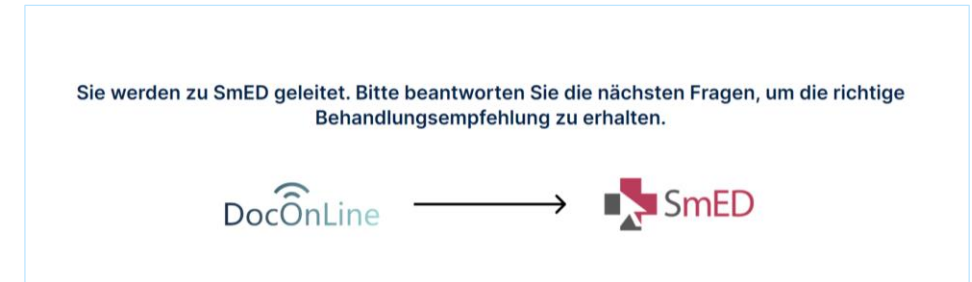 Sie werden zu SmED geleitet. Bitte beantworten Sie die nächsten Fragen, um die richtige
Behandlungsempfehlung zu erhalten.
DocOnLine
SmED